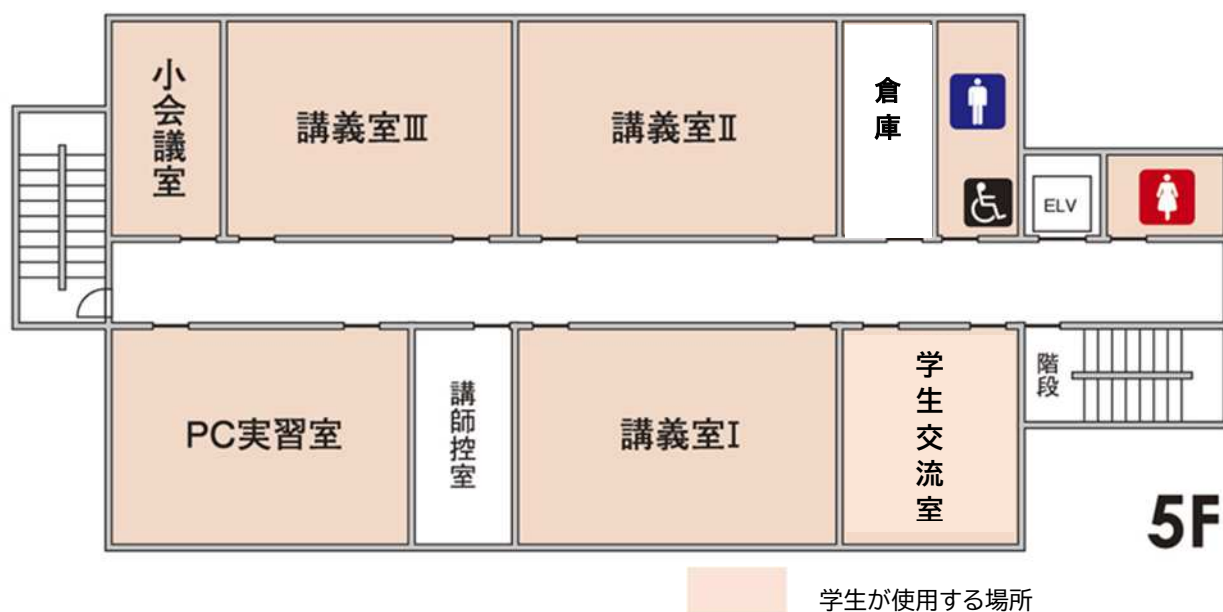 小会議室
講義室Ⅲ
講義室Ⅱ
倉庫
ELV
PC実習室
講師控室
講義室Ⅰ
学生交流室
階段
5F
学生が使用する場所